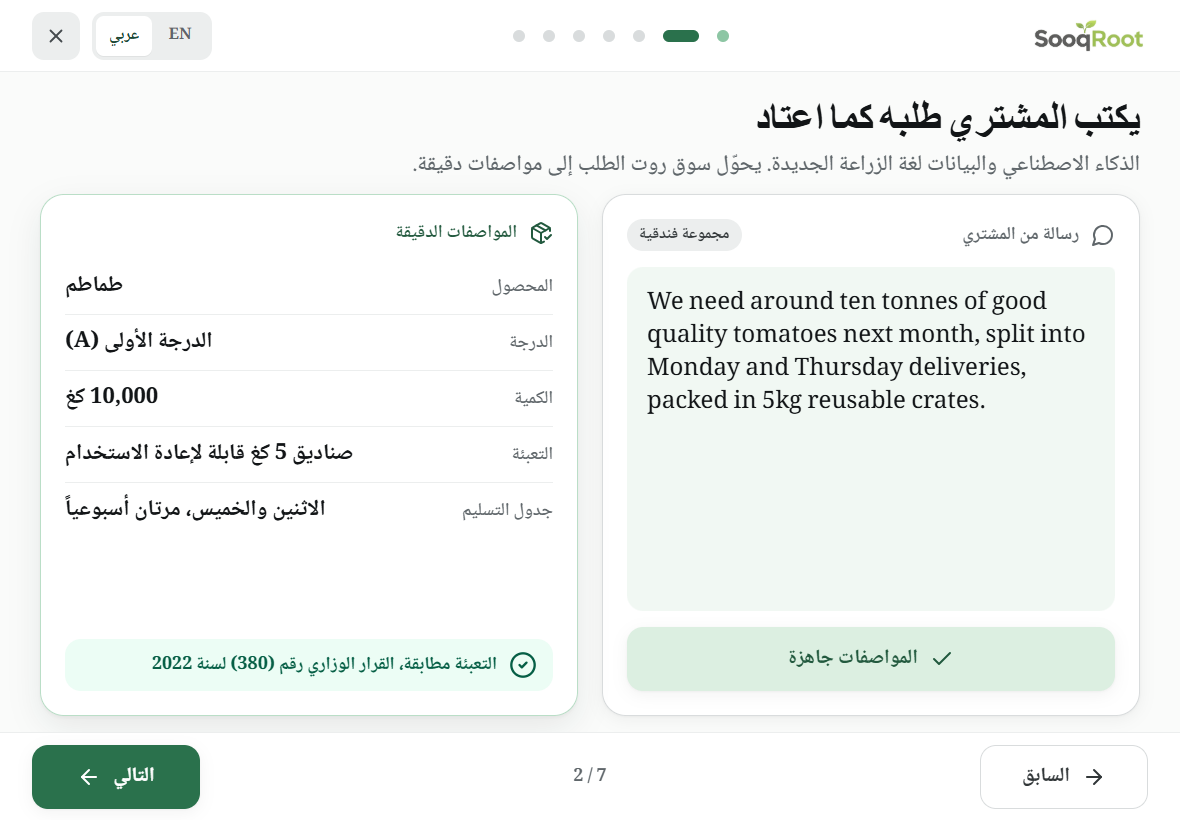 SooqRoot
عربي
EN
يكتب المشتري طلبه كما اعتاد
الذكاء الاصطناعي والبيانات لغة الزراعة الجديدة. يحوّل سوق روت الطلب إلى مواصفات دقيقة.
رسالة من المشتري
مجموعة فندقية
We need around ten tonnes of good
quality tomatoes next month, split into
Monday and Thursday deliveries,
packed in 5kg reusable crates.
المواصفات جاهزة
المواصفات الدقيقة
المحصول
طماطم
الدرجة
الدرجة الأولى (A)
الكمية
10,000 كغ
التعبئة
صناديق 5 كغ قابلة لإعادة الاستخدام
جدول التسليم
الاثنين والخميس، مرتان أسبوعياً
التعبئة مطابقة، القرار الوزاري رقم (380) لسنة 2022
السابق
2 / 7
التالي